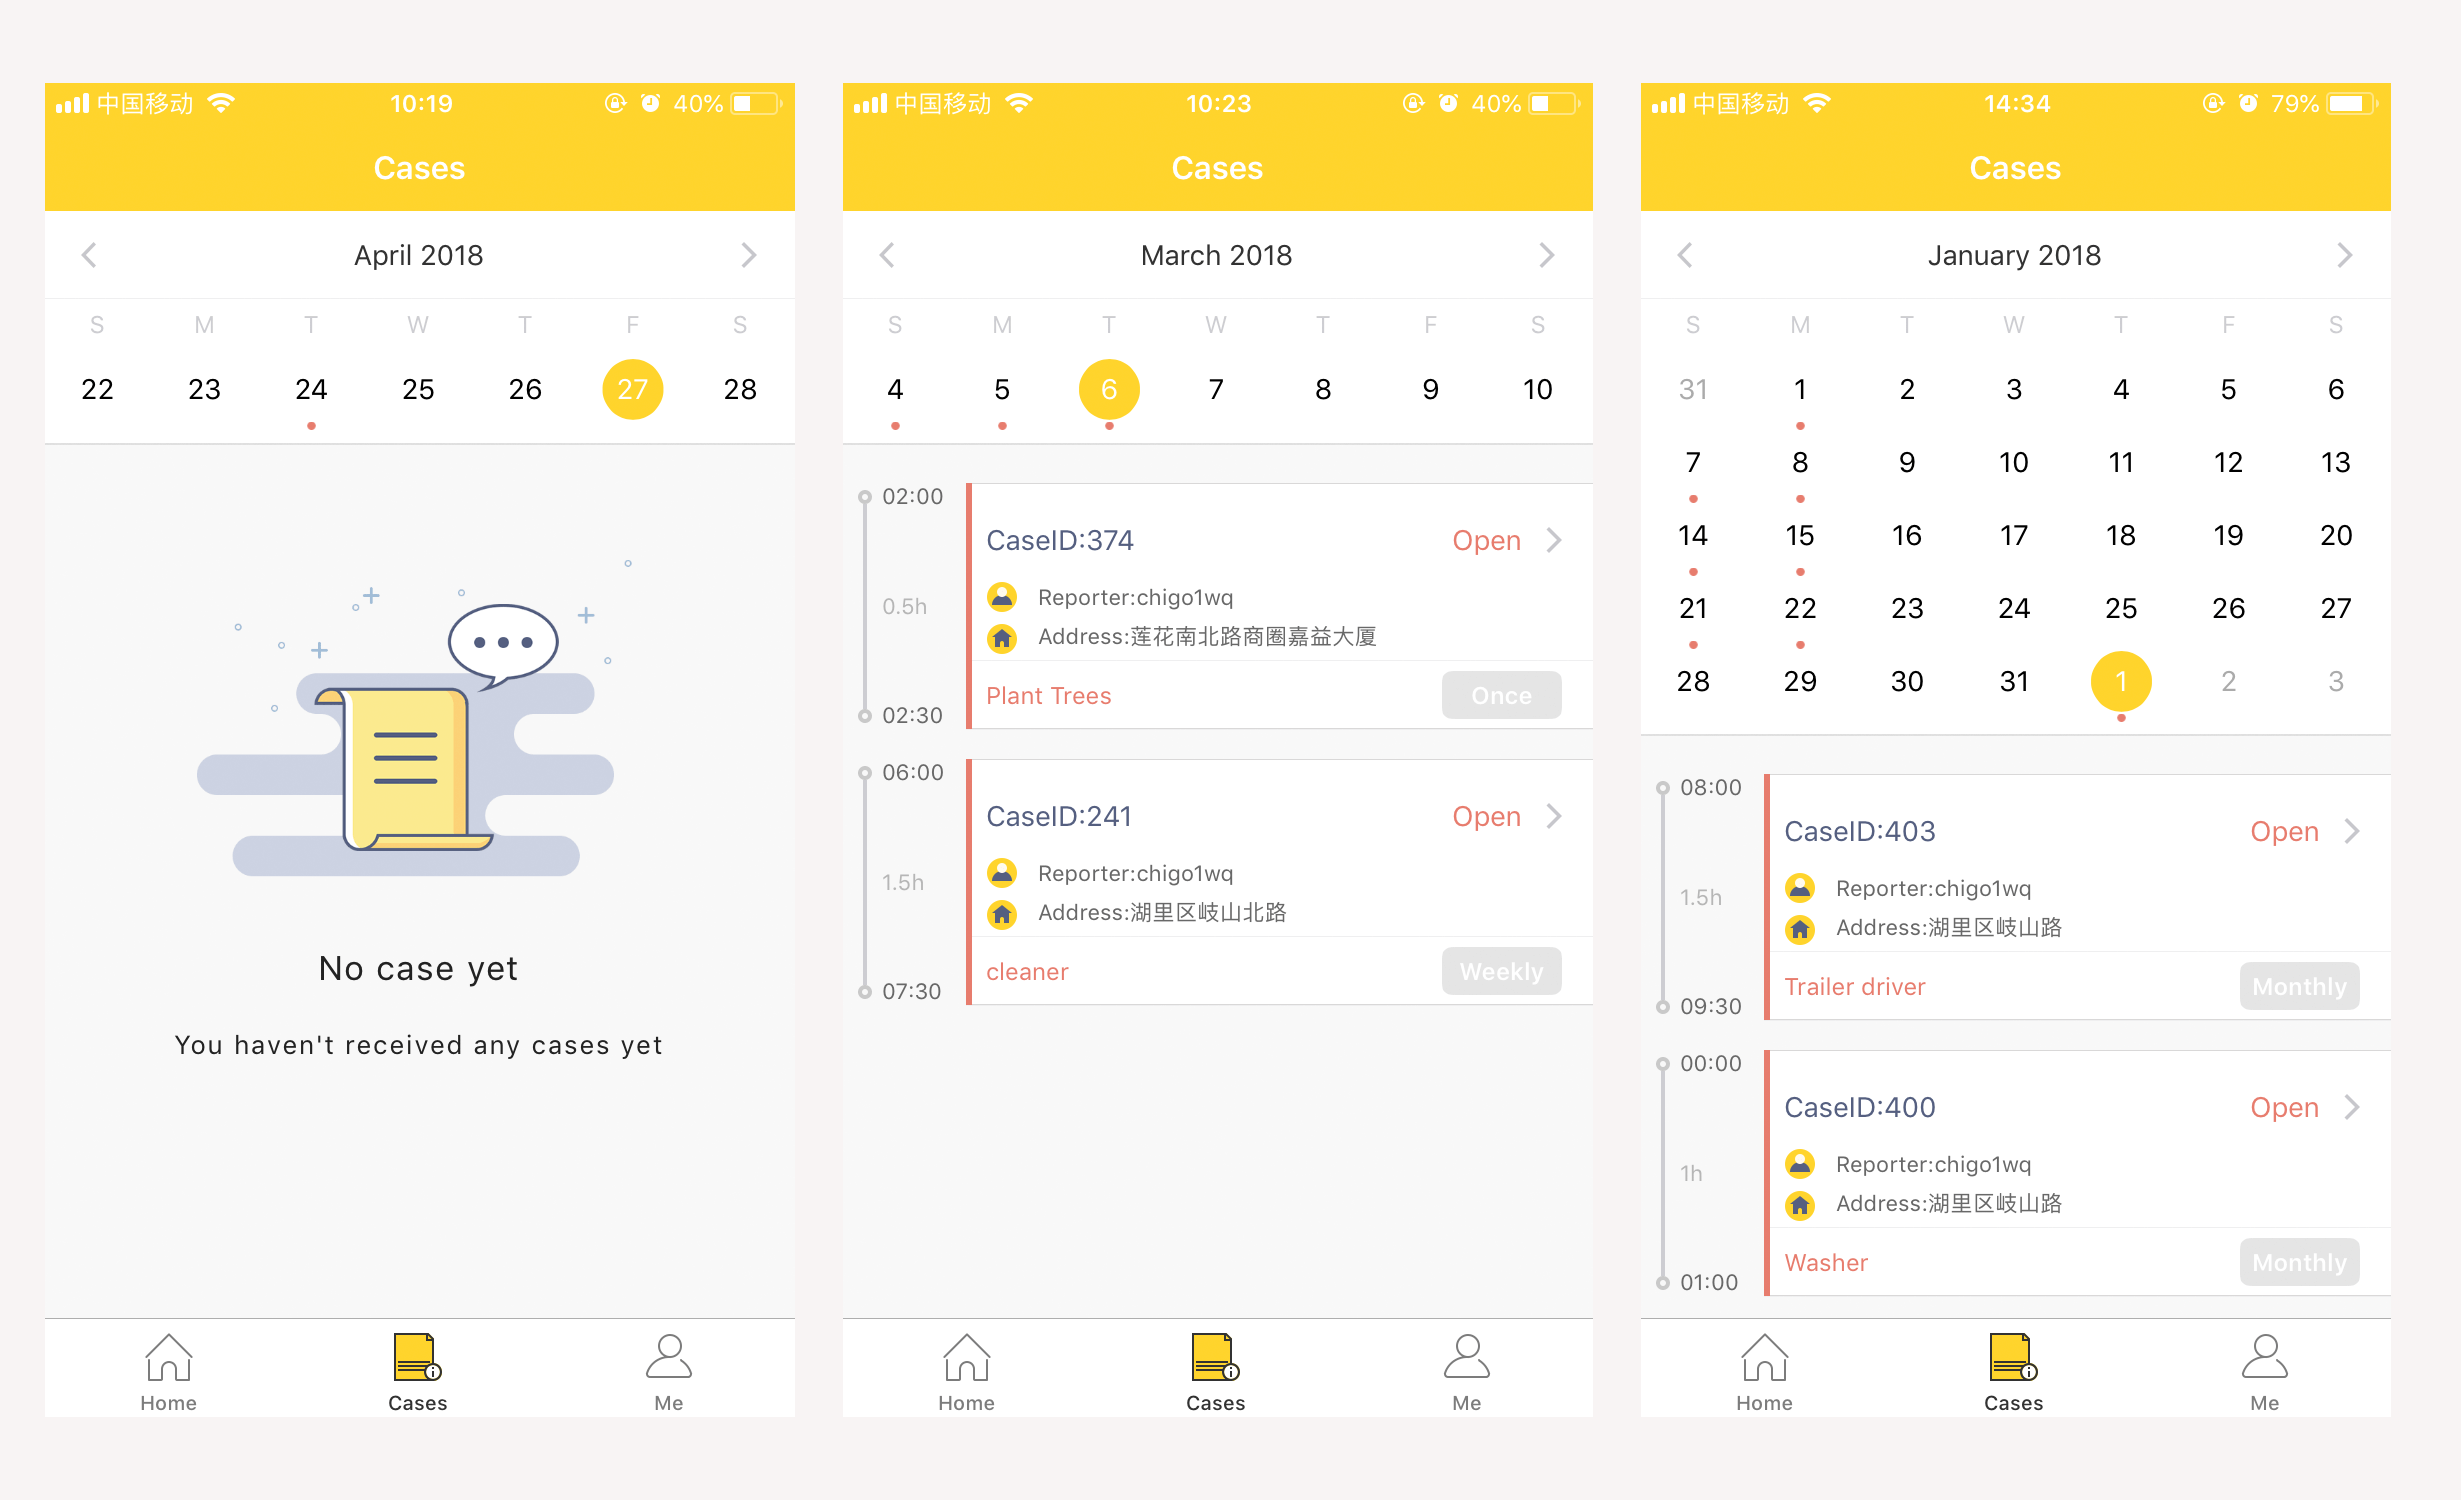 中国移动 10:19 40%
Cases
April 2018
S M T W T F S
22 23 24 25 26 27 28
No case yet
You haven't received any cases yet
Home Cases Me
中国移动 10:23 40%
Cases
March 2018
S M T W T F S
4 5 6 7 8 9 10
02:00
CaseID:374 Open
Reporter:chigo1wq
0.5h
Address:莲花南北路商圈嘉益大厦
Plant Trees Once
02:30
06:00
CaseID:241 Open
Reporter:chigo1wq
1.5h
Address:湖里区岐山北路
cleaner Weekly
07:30
Home Cases Me
中国移动 14:34 79%
Cases
January 2018
S M T W T F S
31 1 2 3 4 5 6
7 8 9 10 11 12 13
14 15 16 17 18 19 20
21 22 23 24 25 26 27
28 29 30 31 1 2 3
08:00
CaseID:403 Open
Reporter:chigo1wq
1.5h
Address:湖里区岐山路
Trailer driver Monthly
09:30
00:00
CaseID:400 Open
Reporter:chigo1wq
1h
Address:湖里区岐山路
Washer Monthly
01:00
Home Cases Me